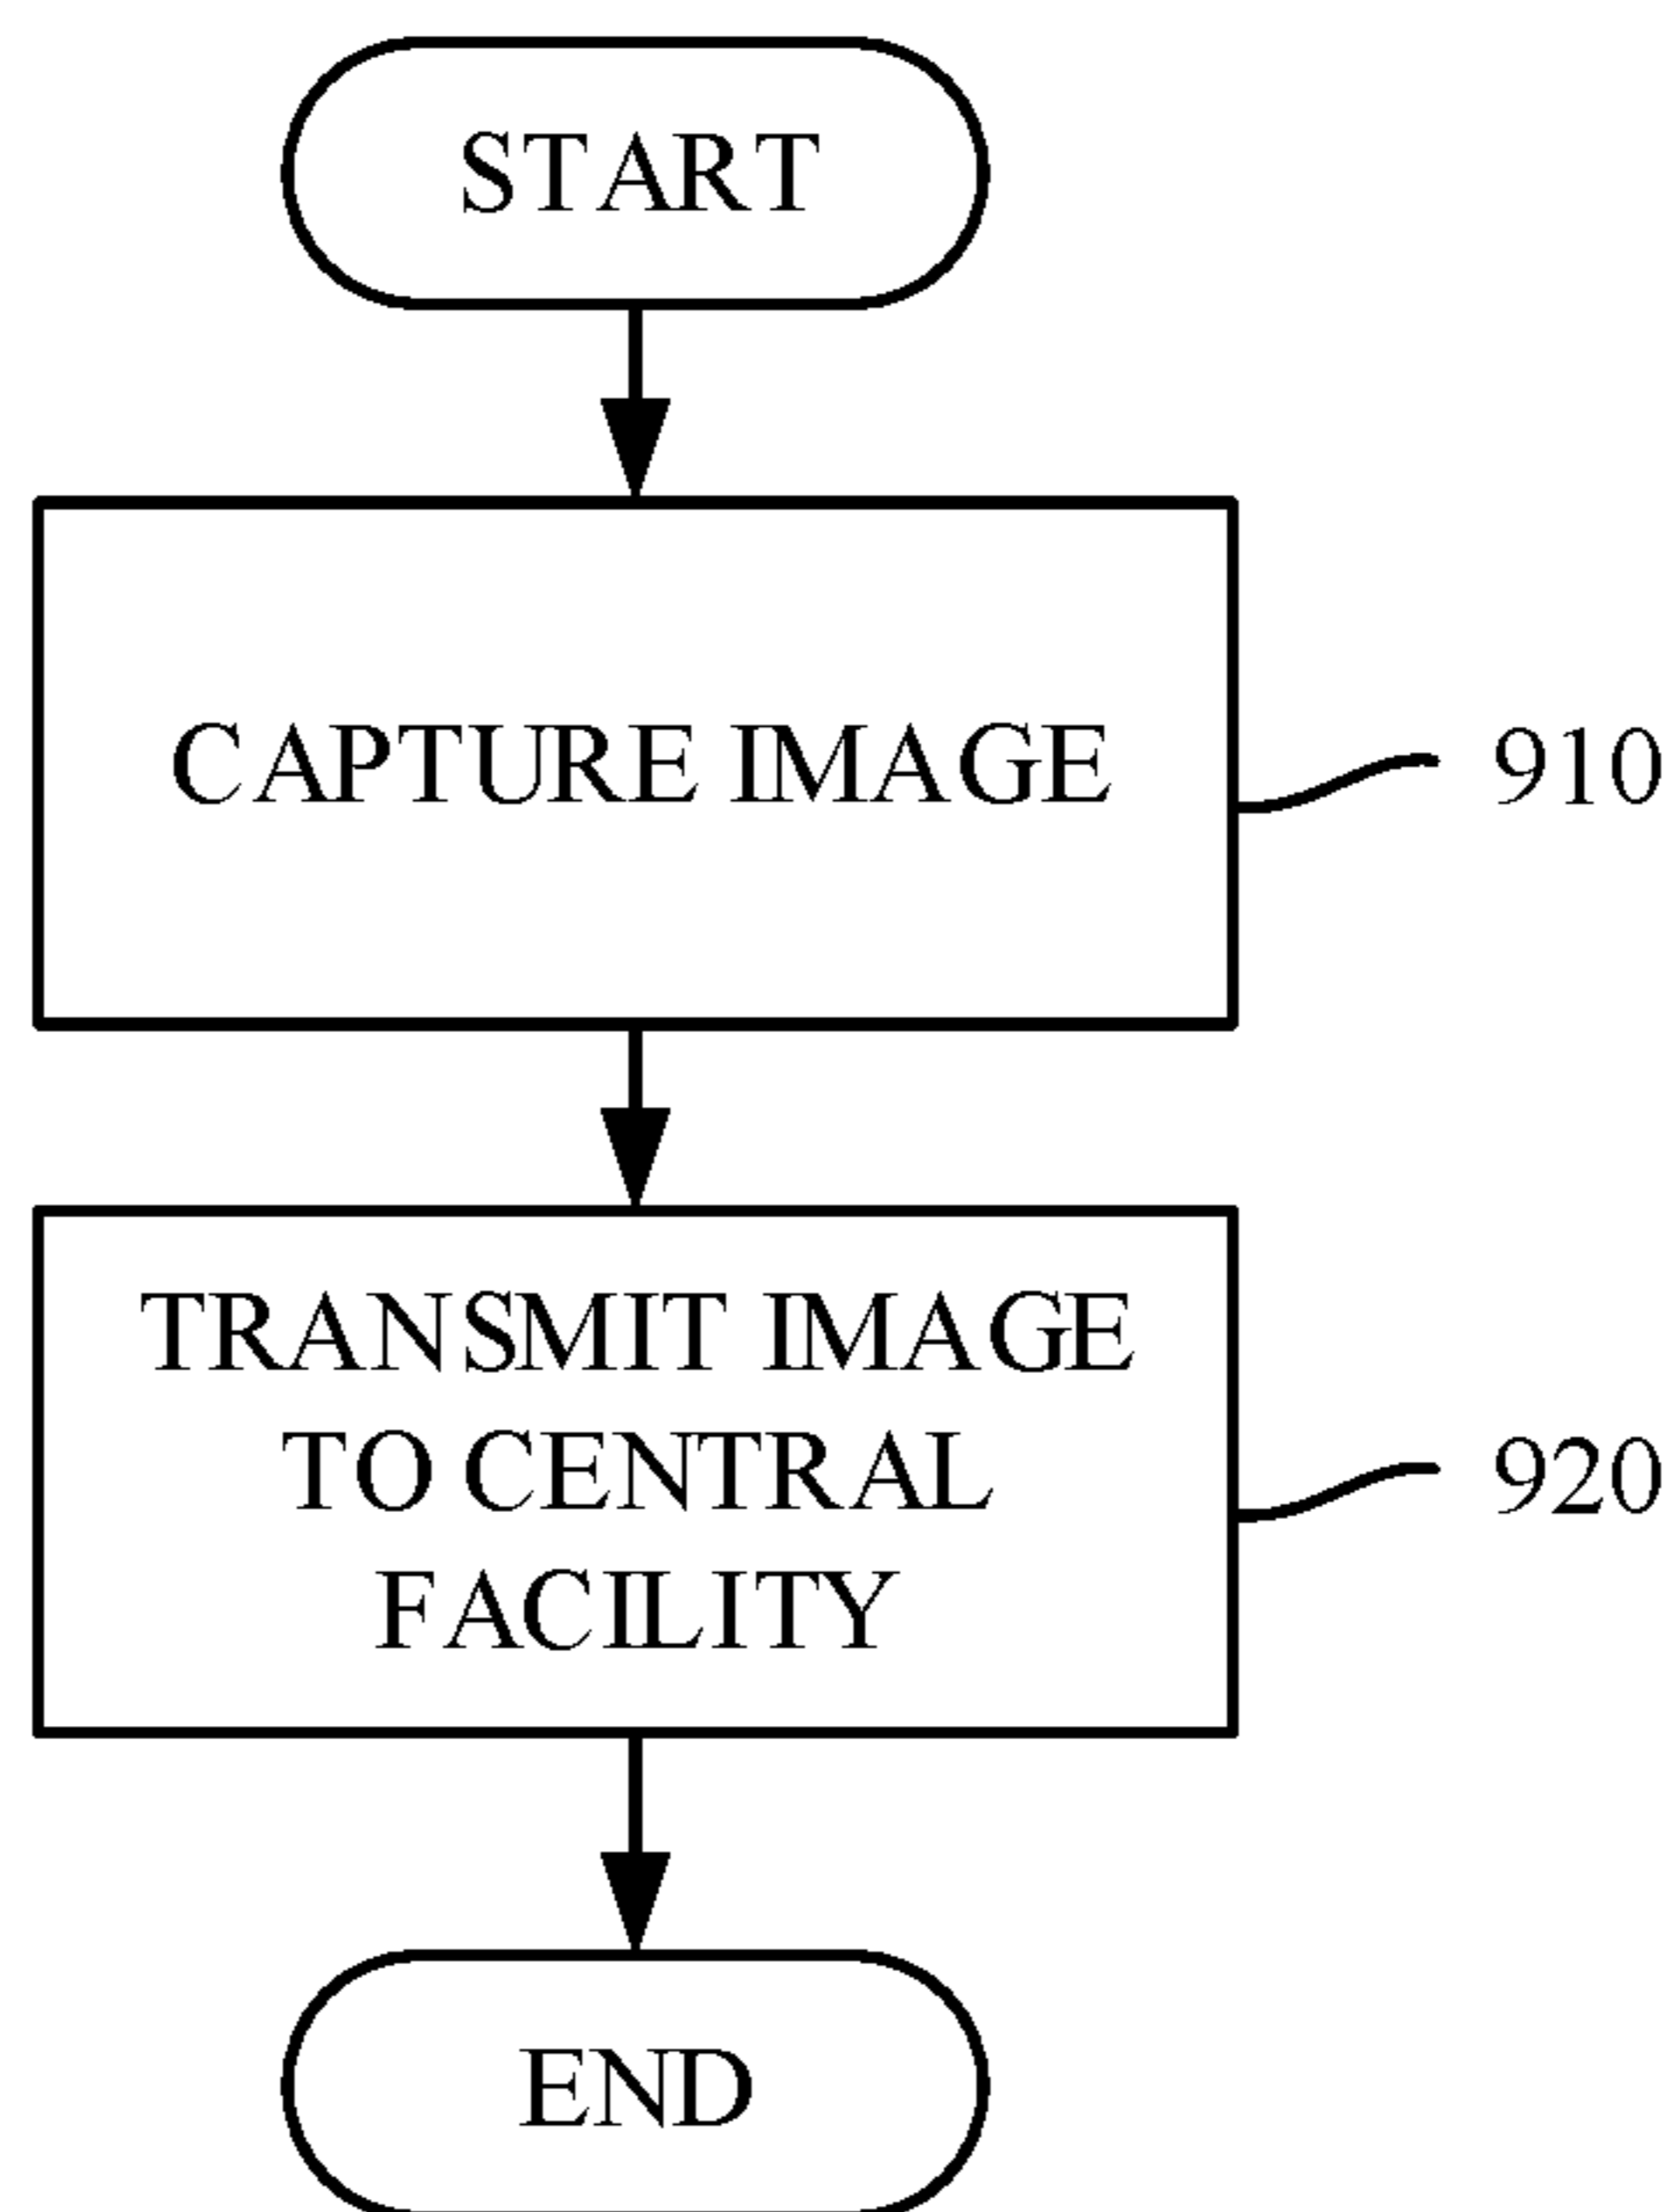 START
CAPTURE IMAGE
910
TRANSMIT IMAGE
TO CENTRAL
FACILITY
920
END